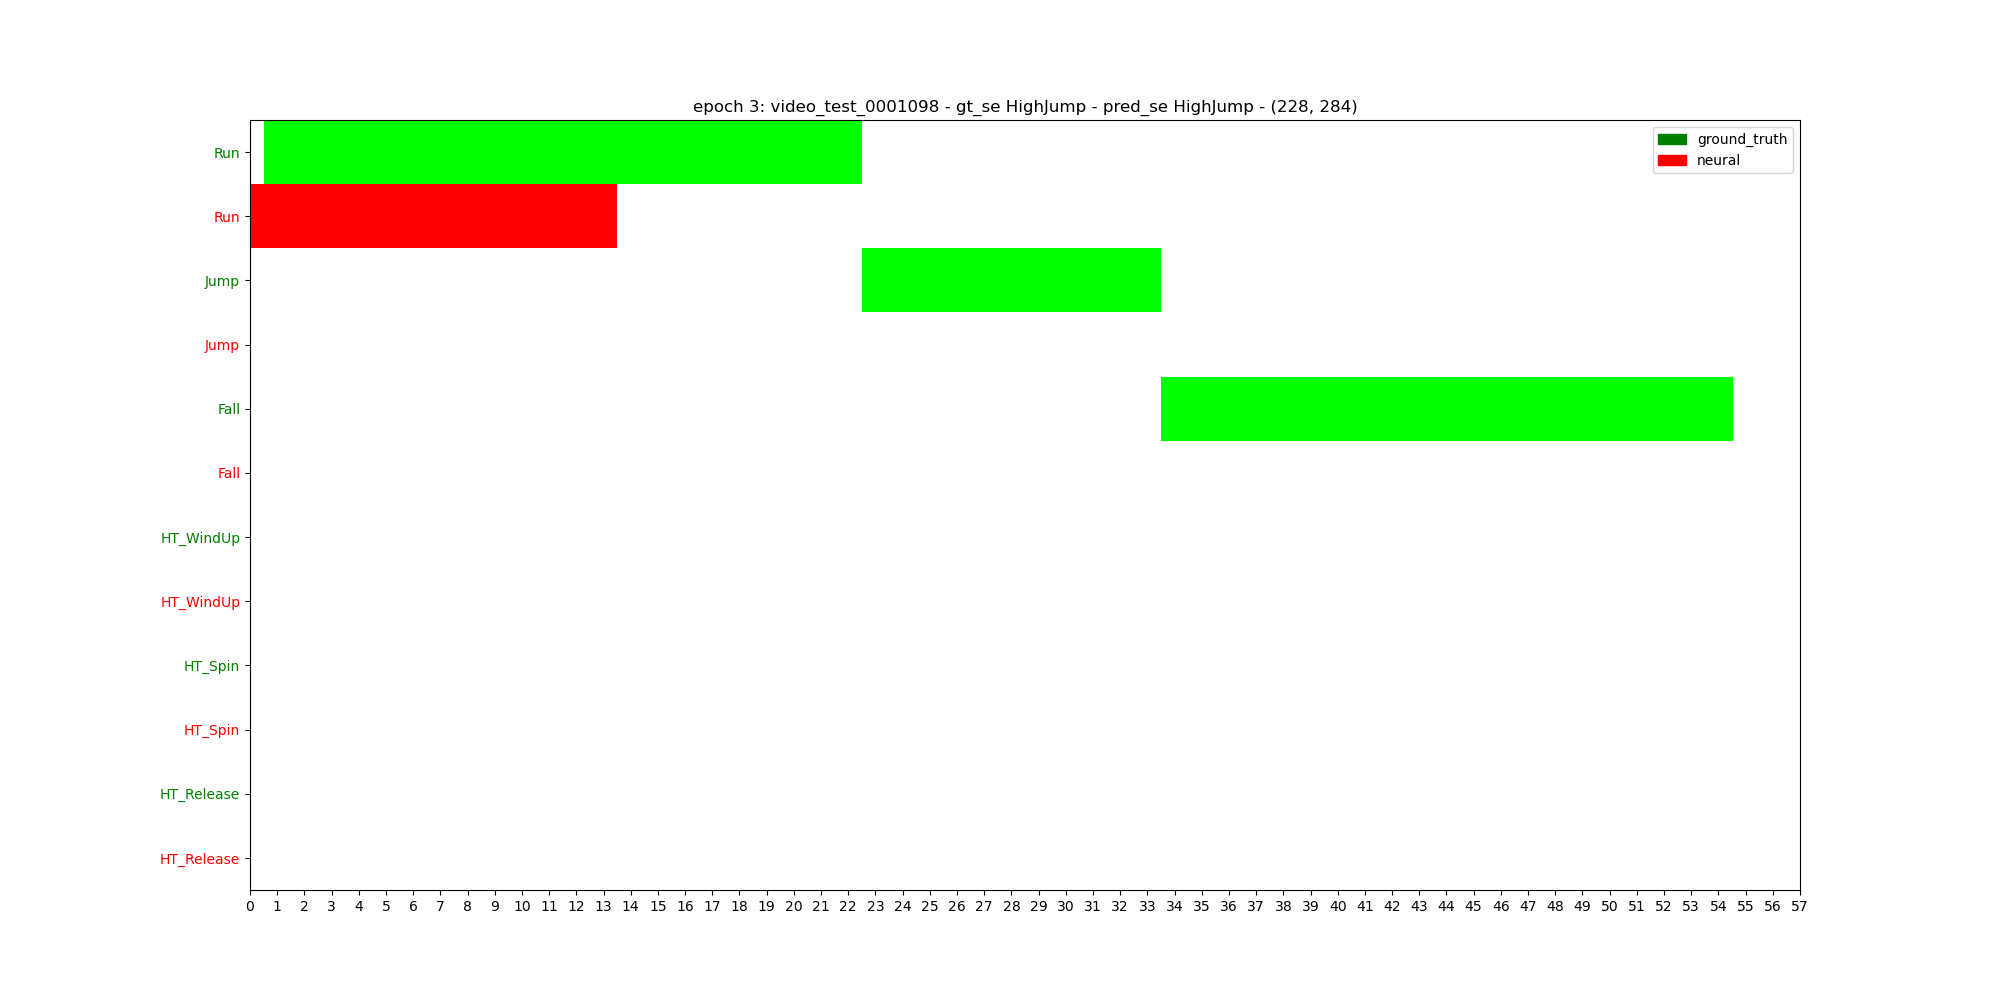 epoch 3: video_test_0001098 - gt_se HighJump - pred_se HighJump - (228, 284)
ground_truth
neural
Run
Run
Jump
Jump
Fall
Fall
HT_WindUp
HT_WindUp
HT_Spin
HT_Spin
HT_Release
HT_Release
0 1 2 3 4 5 6 7 8 9 10 11 12 13 14 15 16 17 18 19 20 21 22 23 24 25 26 27 28 29 30 31 32 33 34 35 36 37 38 39 40 41 42 43 44 45 46 47 48 49 50 51 52 53 54 55 56 57